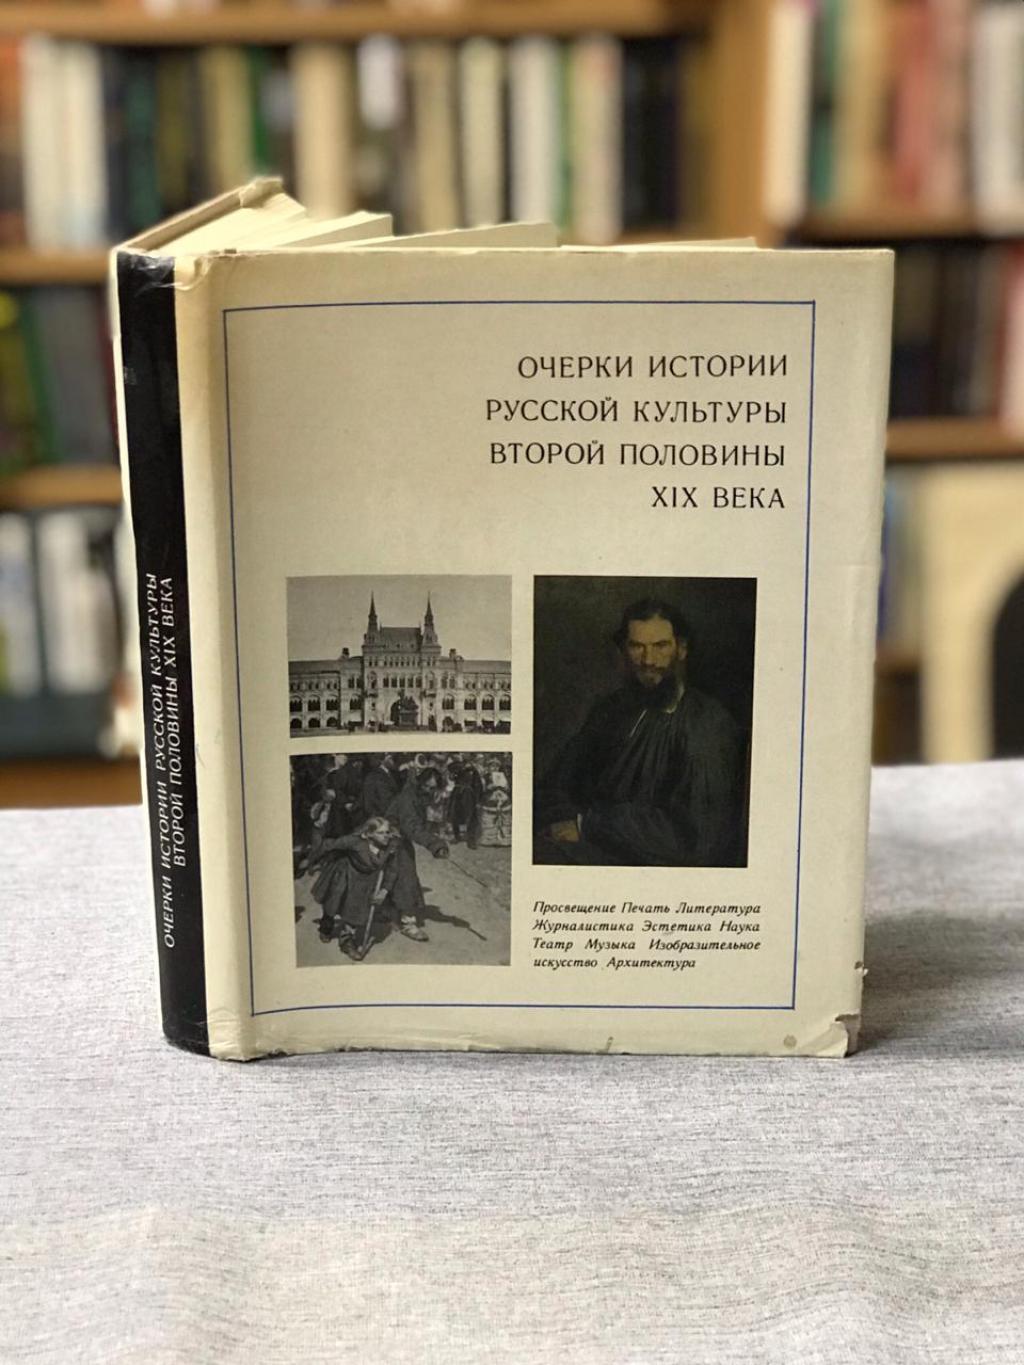 ОЧЕРКИ ИСТОРИИ
РУССКОЙ КУЛЬТУРЫ
ВТОРОЙ ПОЛОВИНЫ
XIX ВЕКА
Просвещение Печать Литература
Журналистика Эстетика Наука
Театр Музыка Изобразительное
искусство Архитектура
ОЧЕРКИ ИСТОРИИ РУССКОЙ КУЛЬТУРЫ
ВТОРОЙ ПОЛОВИНЫ XIX ВЕКА